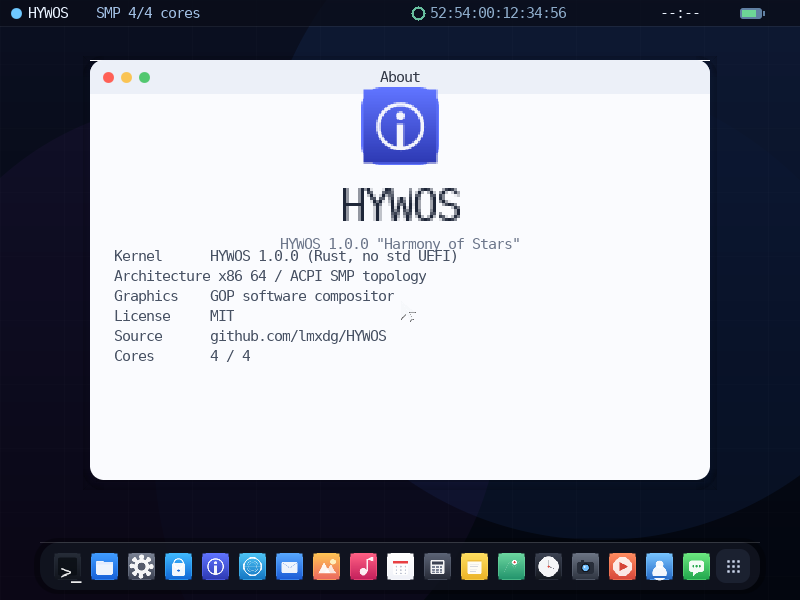 HYWOS SMP 4/4 cores 52:54:00:12:34:56 --:--
About
HYWOS
HYWOS 1.0.0 "Harmony of Stars"
Kernel HYWOS 1.0.0 (Rust, no std UEFI)
Architecture x86 64 / ACPI SMP topology
Graphics GOP software compositor
License MIT
Source github.com/lmxdg/HYWOS
Cores 4 / 4
>_